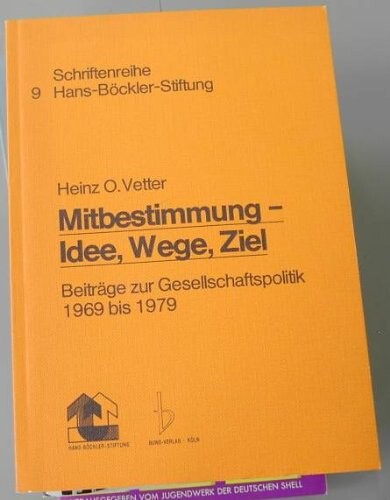 Schriftenreihe
9 Hans-Böckler-Stiftung
Heinz O. Vetter
Mitbestimmung –
Idee, Wege, Ziel
Beiträge zur Gesellschaftspolitik
1969 bis 1979
HANS-BÖCKLER-STIFTUNG
BUND-VERLAG KÖLN
VOM JUGENDWERK DER DEUTSCHEN SHELL